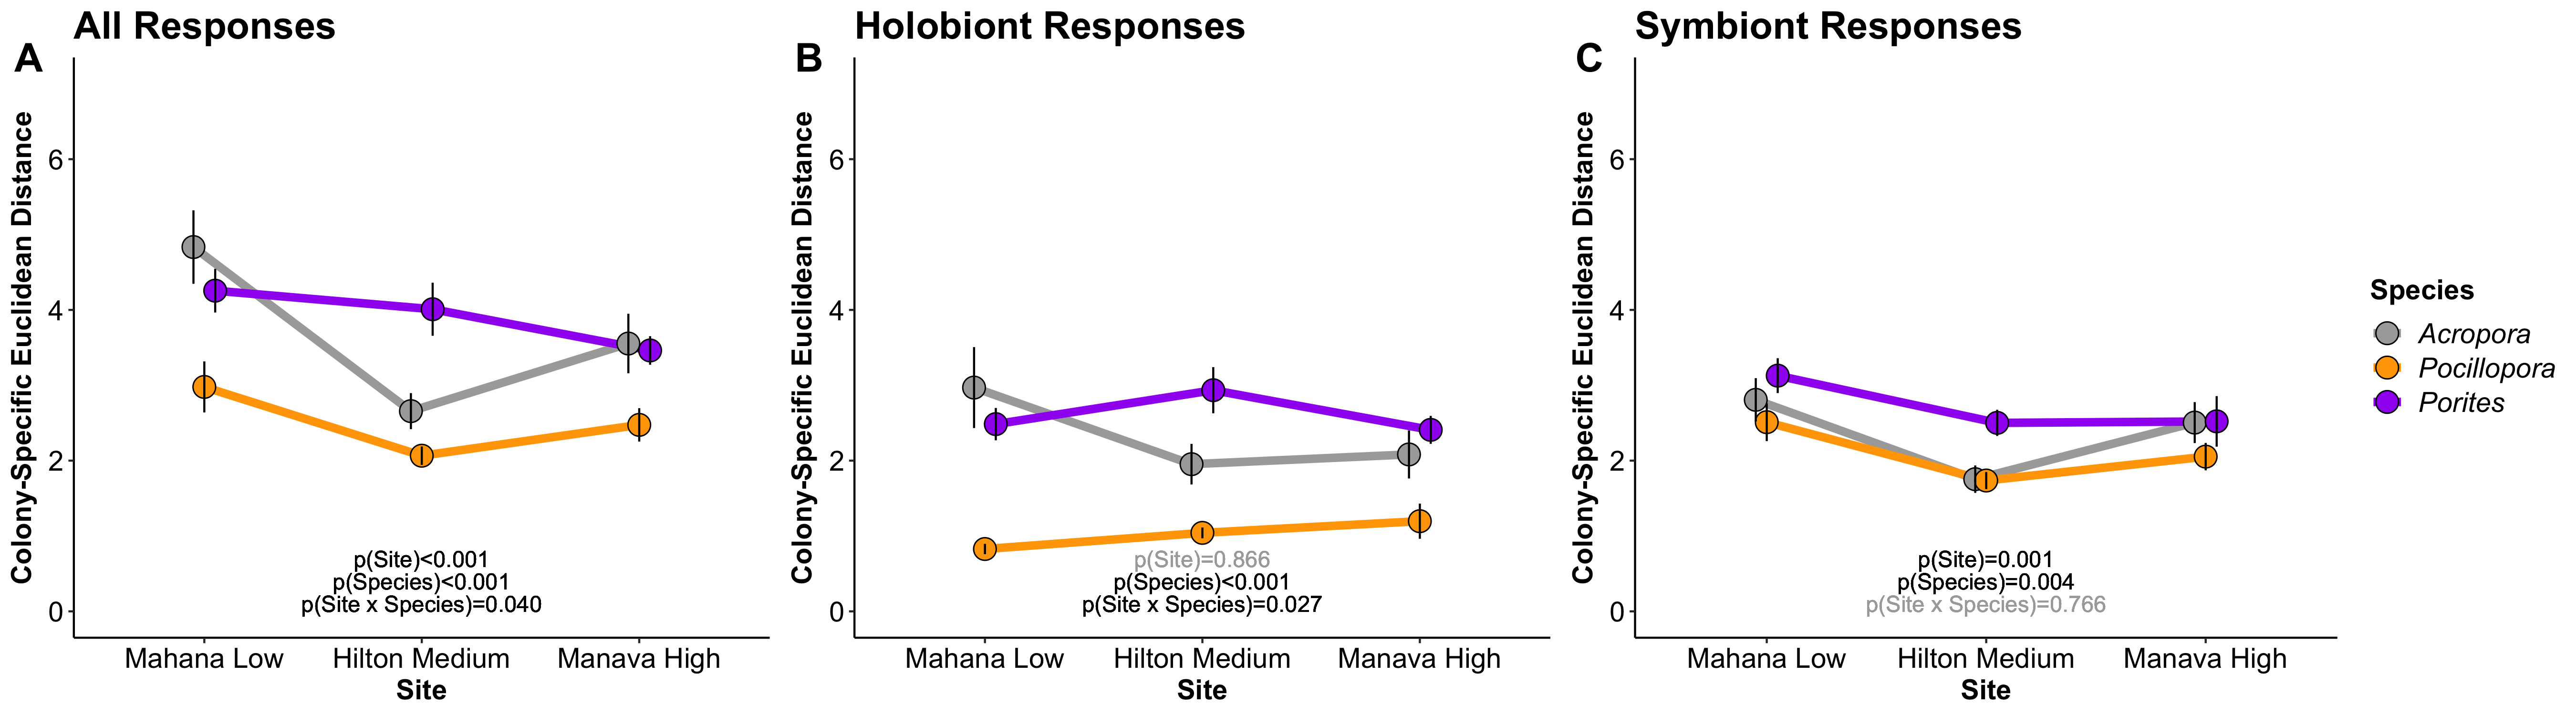 All Responses
A
Colony-Specific Euclidean Distance
6
4
2
0
p(Site)<0.001
p(Species)<0.001
p(Site x Species)=0.040
Mahana Low
Hilton Medium
Manava High
Site
Holobiont Responses
B
Colony-Specific Euclidean Distance
6
4
2
0
p(Site)=0.866
p(Species)<0.001
p(Site x Species)=0.027
Mahana Low
Hilton Medium
Manava High
Site
Symbiont Responses
C
Colony-Specific Euclidean Distance
6
4
2
0
p(Site)=0.001
p(Species)=0.004
p(Site x Species)=0.766
Mahana Low
Hilton Medium
Manava High
Site
Species
Acropora
Pocillopora
Porites